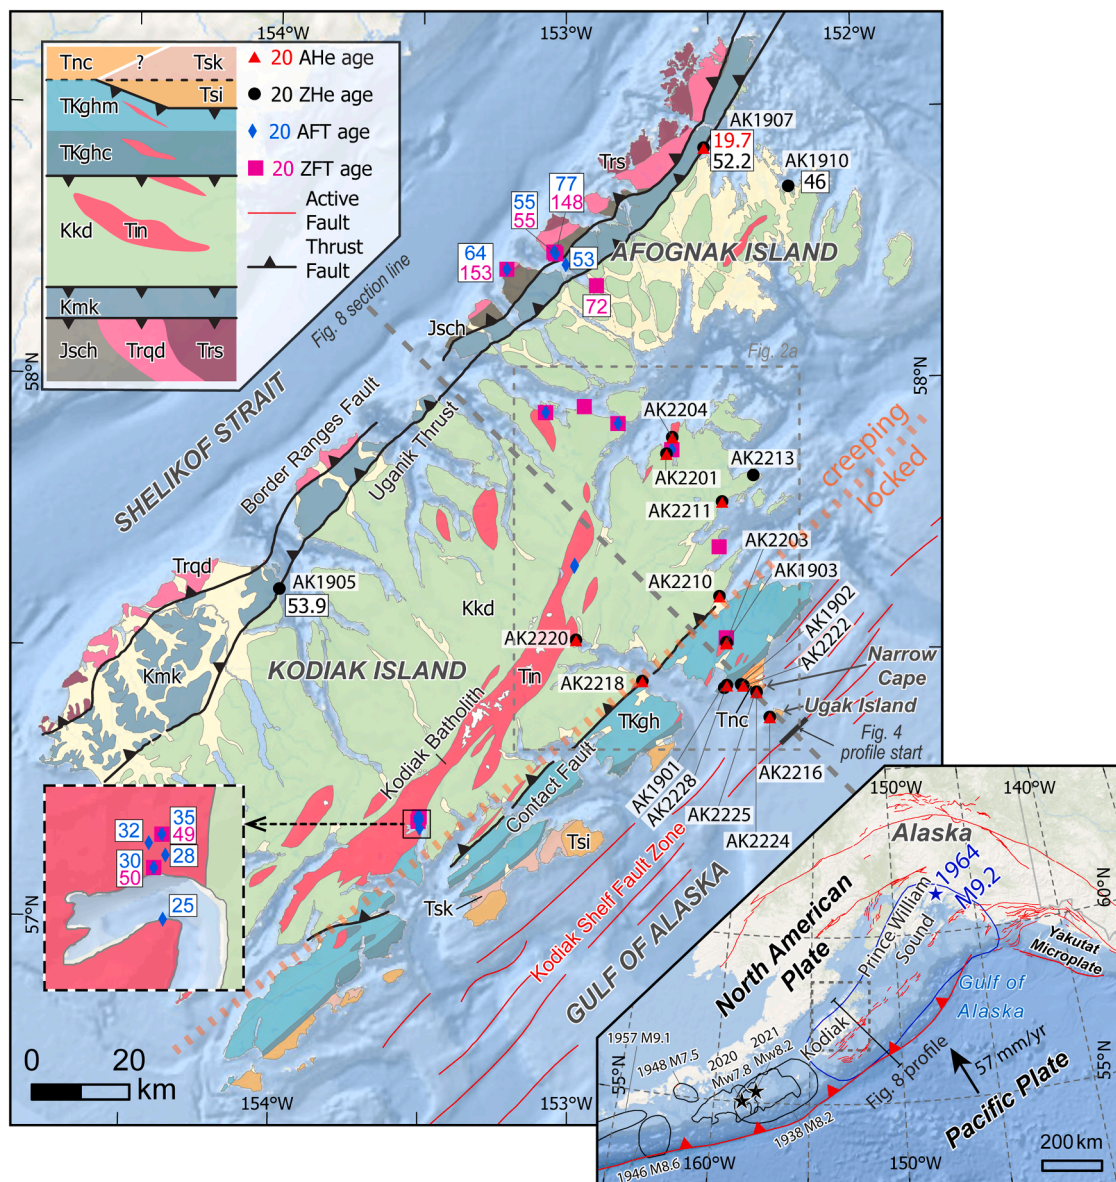 154°W
153°W
152°W
Tnc
?
Tsk
Tsi
TKghm
TKghc
Kkd
Tin
Kmk
Jsch
Trqd
Trs
20 AHe age
20 ZHe age
20 AFT age
20 ZFT age
Active
Fault
Thrust
Fault
AK1907
19.7
52.2
AK1910
46
Trs
77
148
55
55
64
153
53
72
AFOGNAK ISLAND
Jsch
Fig. 8 section line
Fig. 2a
58°N
58°N
SHELIKOF STRAIT
Border Ranges Fault
Uganik Thrust
AK2204
AK2201
AK2213
AK2211
creeping
locked
AK2203
AK1903
AK2210
AK1902
AK2222
Trqd
AK1905
53.9
Kkd
AK2220
KODIAK ISLAND
Kmk
Tin
AK2218
Narrow
Cape
Ugak Island
Tnc
Fig. 4
profile start
TKgh
Kodiak Batholith
AK2216
AK1901
AK2228
AK2225
AK2224
Contact Fault
Tsi
Tsk
Kodiak Shelf Fault Zone
GULF OF ALASKA
35
49
32
28
30
50
25
57°N
0 20
km
154°W
153°W
150°W
140°W
Alaska
1964
M9.2
60°N
North American
Plate
Prince William
Sound
Yakutat
Microplate
Gulf of
Alaska
Kodiak
1957 M9.1
1948 M7.5
2020
Mw7.8
2021
Mw8.2
55°N
55°N
57 mm/yr
Fig. 8 profile
Pacific Plate
1938 M8.2
1946 M8.6
160°W
150°W
200 km